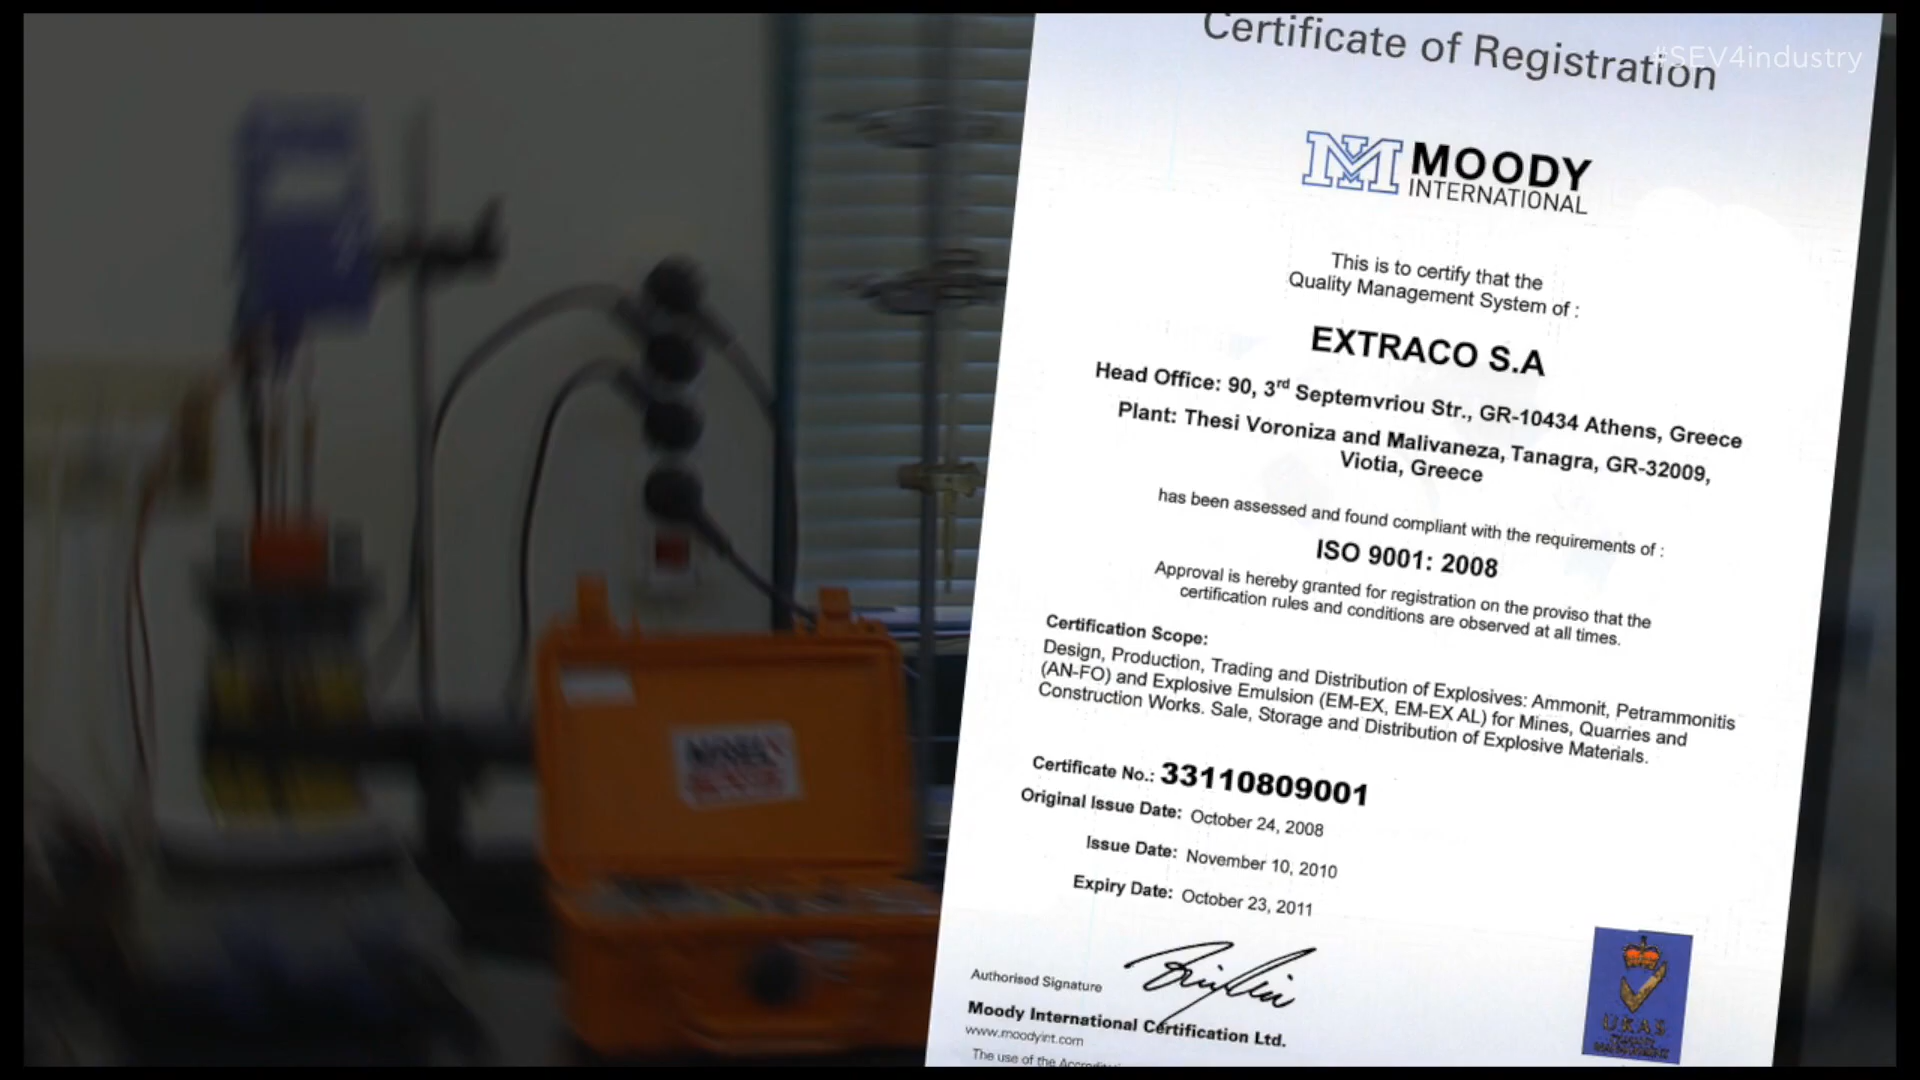 Certificate of Registration
#SEV4industry
MOODY
INTERNATIONAL
This is to certify that the
Quality Management System of :
EXTRACO S.A
Head Office: 90, 3rd Septemvriou Str., GR-10434 Athens, Greece
Plant: Thesi Voroniza and Malivaneza, Tanagra, GR-32009,
Viotia, Greece
has been assessed and found compliant with the requirements of :
ISO 9001: 2008
Approval is hereby granted for registration on the proviso that the
certification rules and conditions are observed at all times.
Certification Scope:
Design, Production, Trading and Distribution of Explosives: Ammonit, Petrammonitis
(AN-FO) and Explosive Emulsion (EM-EX, EM-EX AL) for Mines, Quarries and
Construction Works. Sale, Storage and Distribution of Explosive Materials.
Certificate No.: 33110809001
Original Issue Date: October 24, 2008
Issue Date: November 10, 2010
Expiry Date: October 23, 2011
Authorised Signature
Moody International Certification Ltd.
www.moodyint.com
The use of the
UKAS